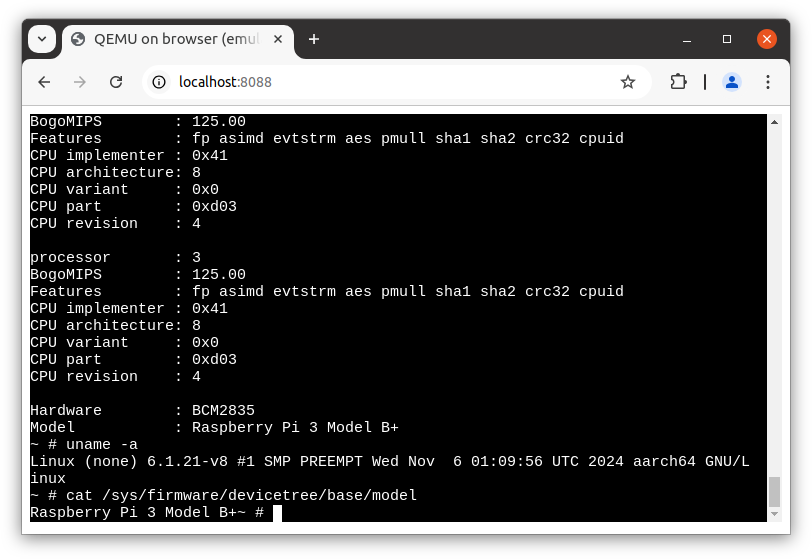 QEMU on browser (emul
localhost:8088
BogoMIPS        : 125.00
Features        : fp asimd evtstrm aes pmull sha1 sha2 crc32 cpuid
CPU implementer : 0x41
CPU architecture: 8
CPU variant     : 0x0
CPU part        : 0xd03
CPU revision    : 4

processor       : 3
BogoMIPS        : 125.00
Features        : fp asimd evtstrm aes pmull sha1 sha2 crc32 cpuid
CPU implementer : 0x41
CPU architecture: 8
CPU variant     : 0x0
CPU part        : 0xd03
CPU revision    : 4

Hardware        : BCM2835
Model           : Raspberry Pi 3 Model B+
~ # uname -a
Linux (none) 6.1.21-v8 #1 SMP PREEMPT Wed Nov  6 01:09:56 UTC 2024 aarch64 GNU/L
inux
~ # cat /sys/firmware/devicetree/base/model
Raspberry Pi 3 Model B+~ #